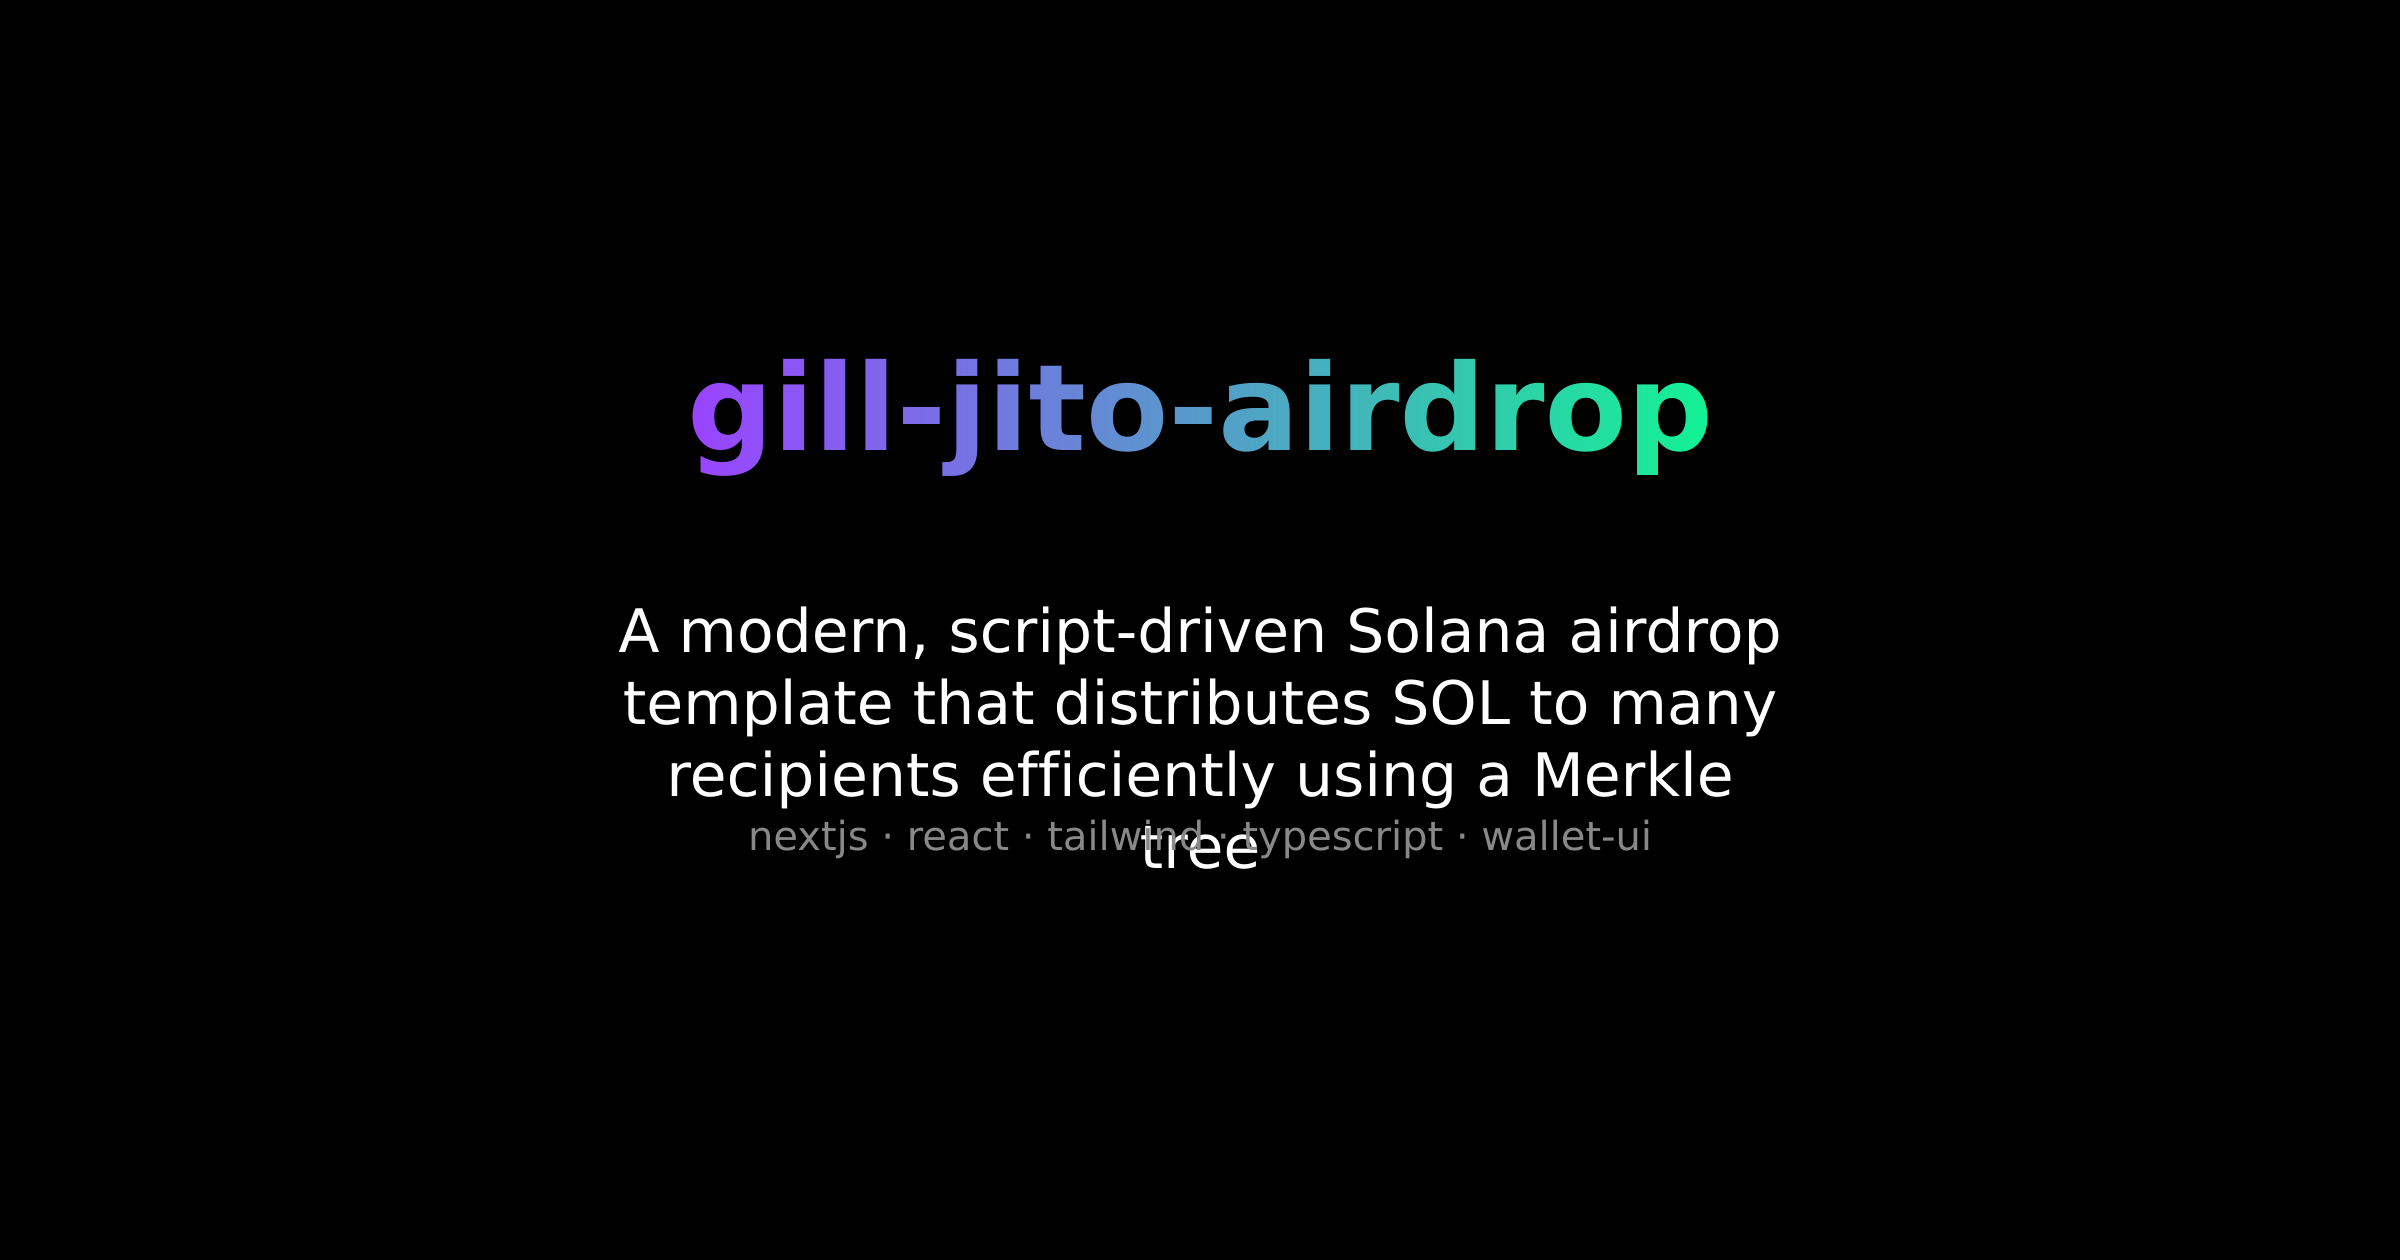 gill-jito-airdrop
A modern, script-driven Solana airdrop
template that distributes SOL to many
recipients efficiently using a Merkle
tree
nextjs · react · tailwind · typescript · wallet-ui